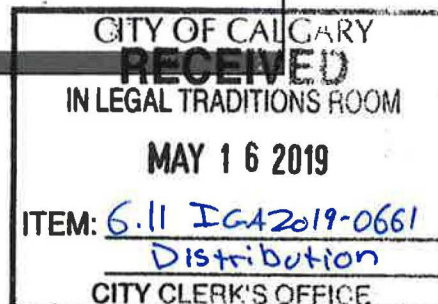 CITY OF CALGARY
RECEIVED
IN LEGAL TRADITIONS ROOM
MAY 16 2019
ITEM: 6.11 IGA2019-0661
Distribution
CITY CLERK'S OFFICE